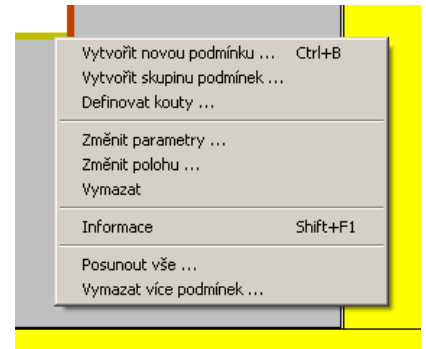 Vytvořit novou podmínku ... Ctrl+B
Vytvořit skupinu podmínek ...
Definovat kouty ...
Změnit parametry ...
Změnit polohu ...
Vymazat
Informace Shift+F1
Posunout vše ...
Vymazat více podmínek ...